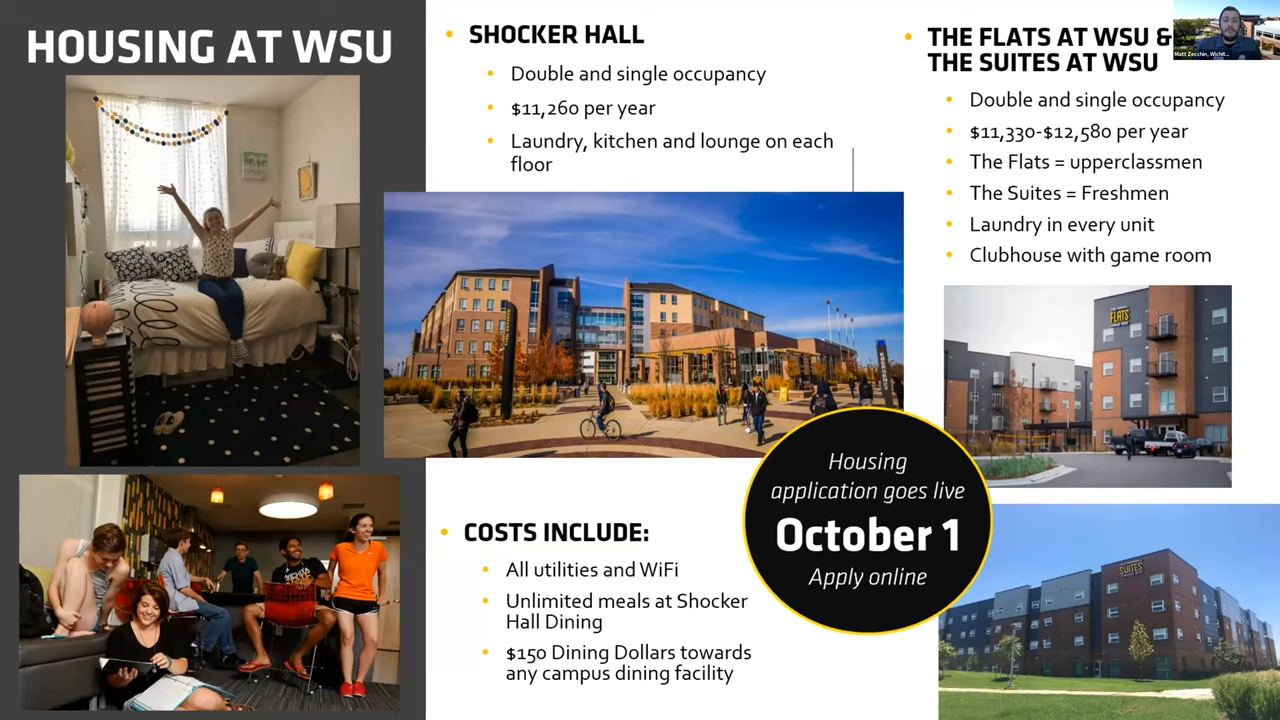 HOUSING AT WSU
SHOCKER HALL
Double and single occupancy
$11,260 per year
Laundry, kitchen and lounge on each
floor
THE FLATS AT WSU &
THE SUITES AT WSU
Double and single occupancy
$11,330-$12,580 per year
The Flats = upperclassmen
The Suites = Freshmen
Laundry in every unit
Clubhouse with game room
Matt Zecchin, Wichit...
FLATS
Housing
application goes live
October 1
Apply online
COSTS INCLUDE:
All utilities and WiFi
Unlimited meals at Shocker
Hall Dining
$150 Dining Dollars towards
any campus dining facility
SUITES